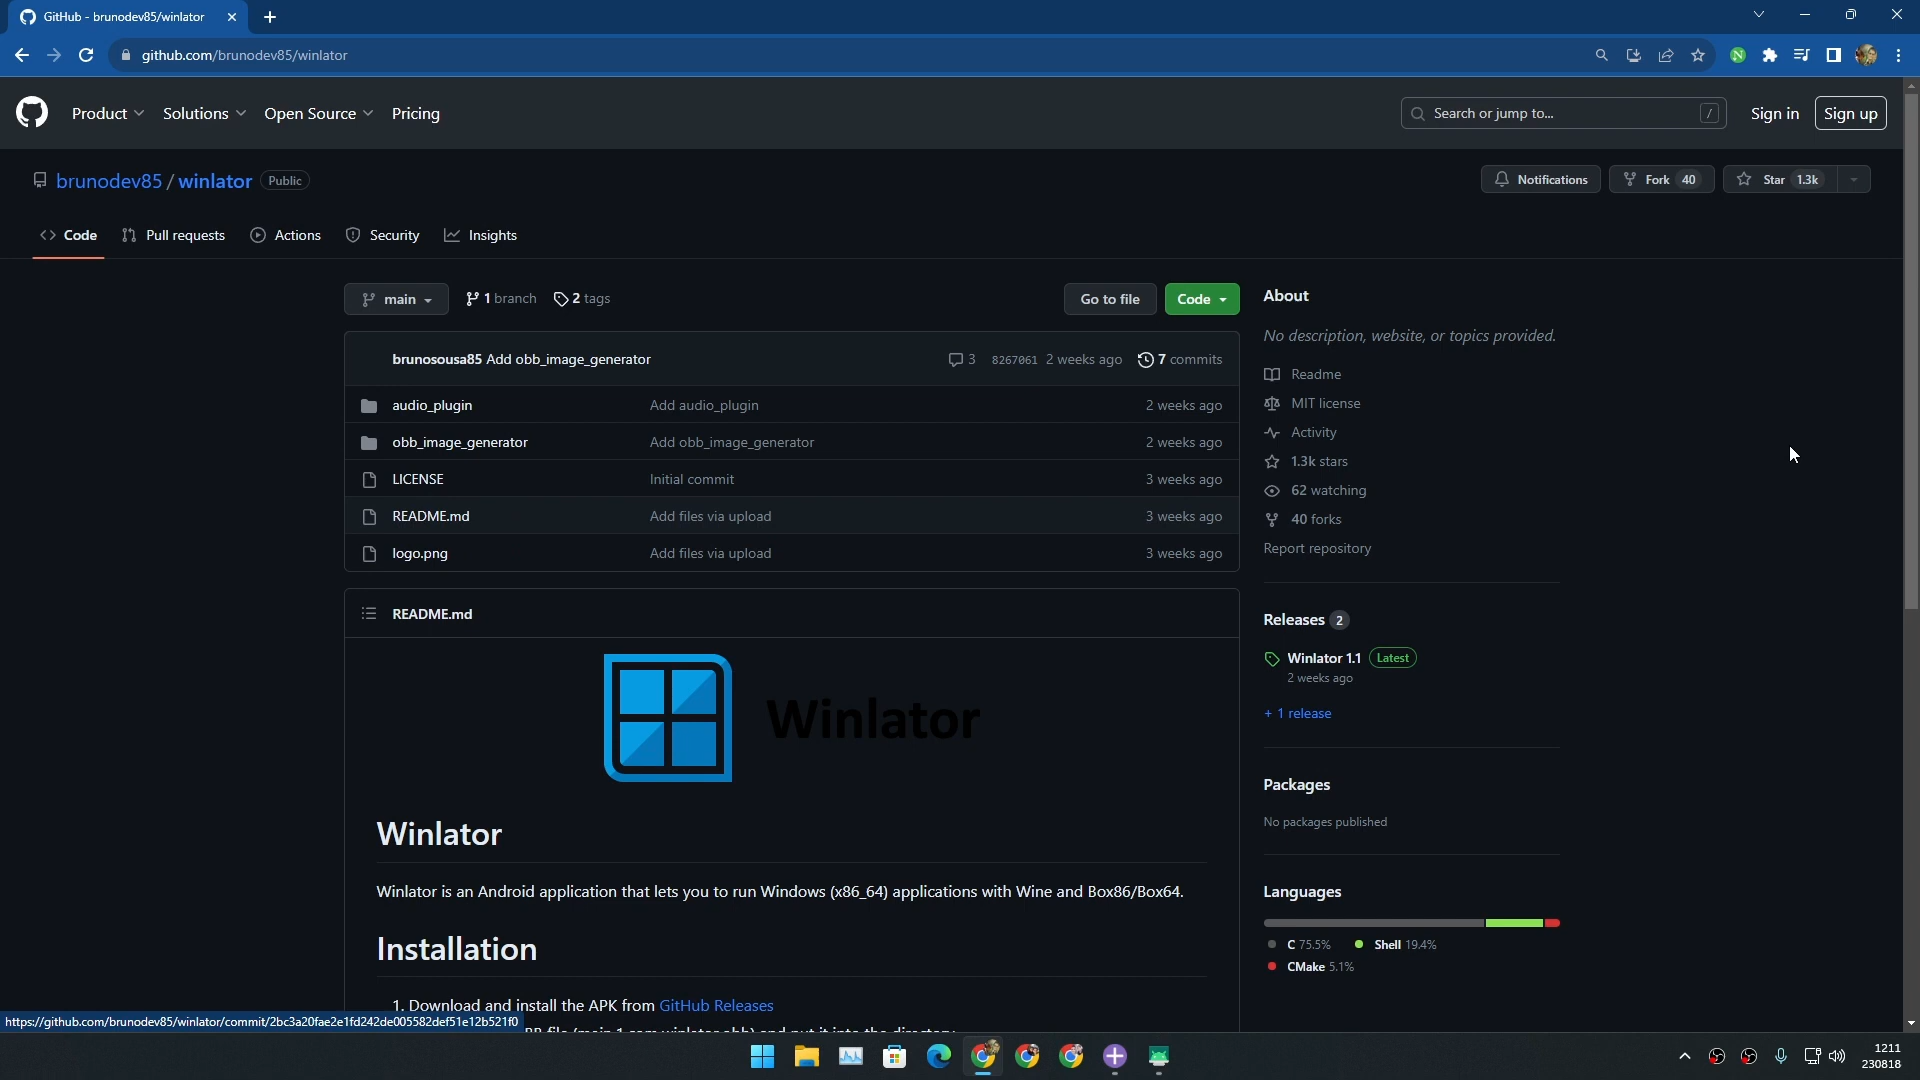 GitHub - brunodev85/winlator
github.com/brunodev85/winlator
Product Solutions Open Source Pricing Search or jump to... / Sign in Sign up
brunodev85 / winlator Public Notifications Fork 40 Star 1.3k
Code Pull requests Actions Security Insights
main 1 branch 2 tags Go to file Code
brunosousa85 Add obb_image_generator 3 8267061 2 weeks ago 7 commits
audio_plugin Add audio_plugin 2 weeks ago
obb_image_generator Add obb_image_generator 2 weeks ago
LICENSE Initial commit 3 weeks ago
README.md Add files via upload 3 weeks ago
logo.png Add files via upload 3 weeks ago
README.md
Winlator
Winlator
Winlator is an Android application that lets you to run Windows (x86_64) applications with Wine and Box86/Box64.
Installation
1. Download and install the APK from GitHub Releases
About
No description, website, or topics provided.
Readme
MIT license
Activity
1.3k stars
62 watching
40 forks
Report repository
Releases 2
Winlator 1.1 Latest
2 weeks ago
+ 1 release
Packages
No packages published
Languages
C 75.5% Shell 19.4%
CMake 5.1%
https://github.com/brunodev85/winlator/commit/2bc3a20fae2e1fd242de005582def51e12b521f0
1211
230818